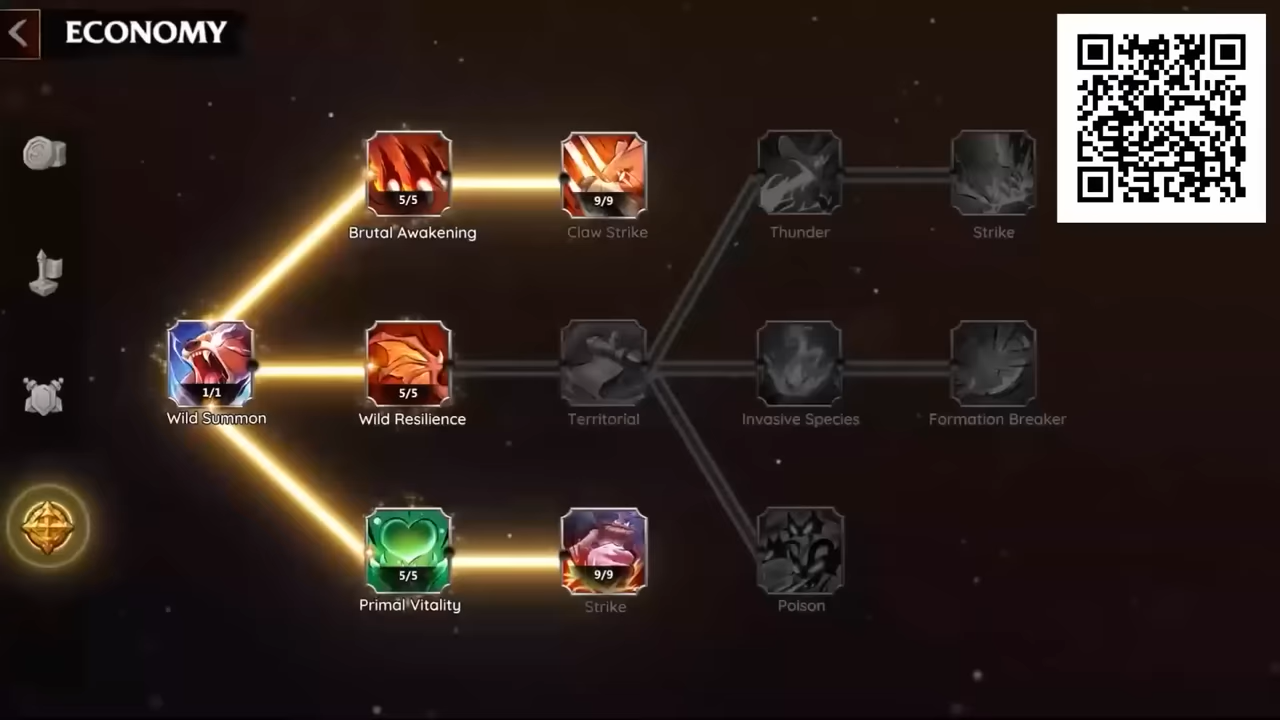 ECONOMY
5/5
Brutal Awakening
9/9
Claw Strike
Thunder
Strike
1/1
Wild Summon
5/5
Wild Resilience
Territorial
Invasive Species
Formation Breaker
5/5
Primal Vitality
9/9
Strike
Poison